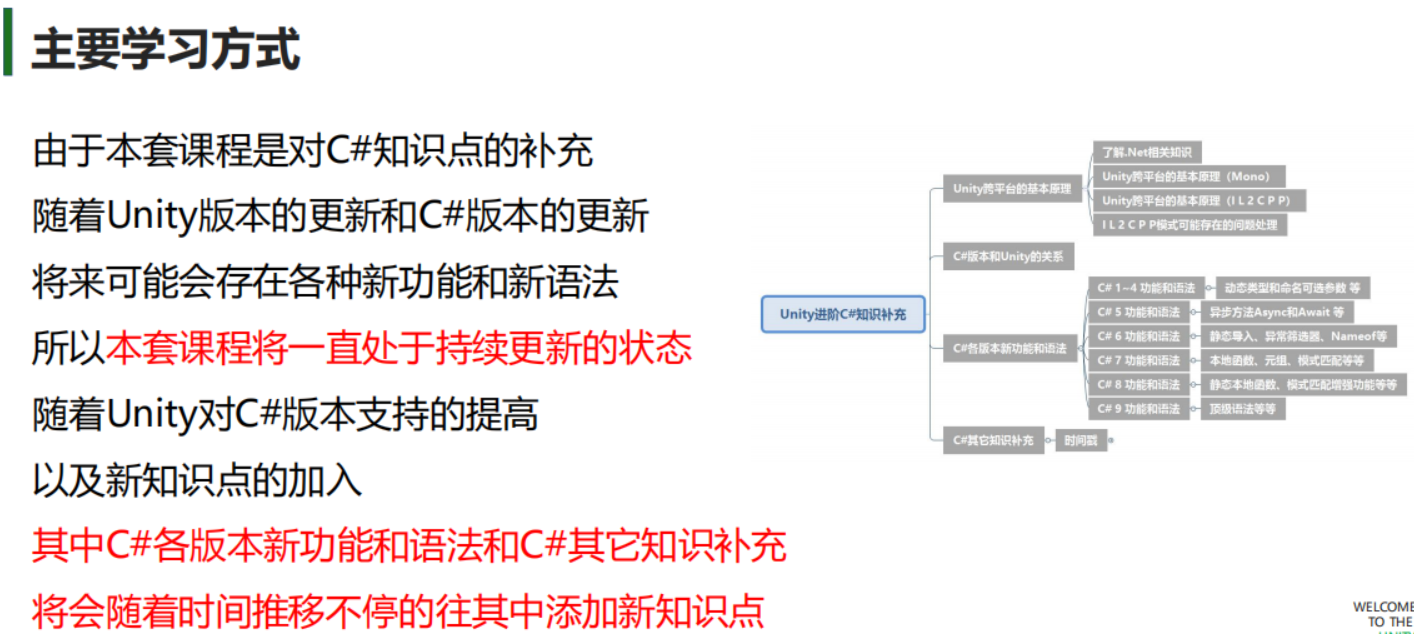 主要学习方式
由于本套课程是对C#知识点的补充
随着Unity版本的更新和C#版本的更新
将来可能会存在各种新功能和新语法
所以本套课程将一直处于持续更新的状态
随着Unity对C#版本支持的提高
以及新知识点的加入
其中C#各版本新功能和语法和C#其它知识补充
将会随着时间推移不停的往其中添加新知识点
Unity进阶C#知识补充
Unity跨平台的基本原理
了解.Net相关知识
Unity跨平台的基本原理（Mono）
Unity跨平台的基本原理（I L 2 C P P）
I L 2 C P P模式可能存在的问题处理
C#版本和Unity的关系
C#各版本新功能和语法
C# 1~4 功能和语法
动态类型和命名可选参数 等
C# 5 功能和语法
异步方法Async和Await 等
C# 6 功能和语法
静态导入、异常筛选器、Nameof等
C# 7 功能和语法
本地函数、元组、模式匹配等等
C# 8 功能和语法
静态本地函数、模式匹配增强功能等等
C# 9 功能和语法
顶级语法等等
C#其它知识补充
时间戳
WELCOME
TO THE